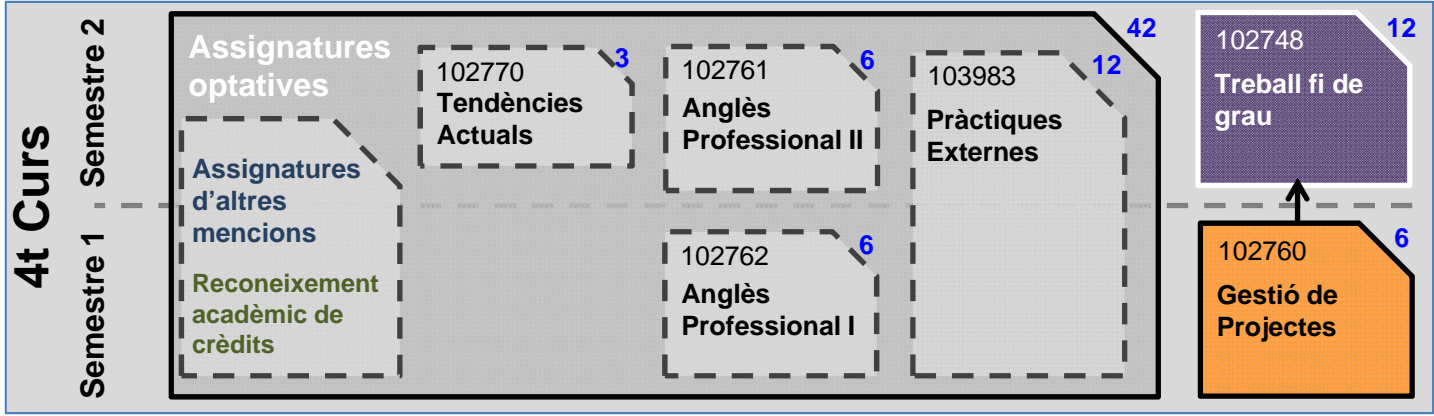 4t Curs
Semestre 2
Semestre 1
Assignatures
optatives
42
Assignatures
d'altres
mencions
Reconeixement
acadèmic de
crèdits
102770
3
Tendències
Actuals
102761
6
Anglès
Professional II
102762
6
Anglès
Professional I
103983
12
Pràctiques
Externes
102748
12
Treball fi de
grau
102760
6
Gestió de
Projectes